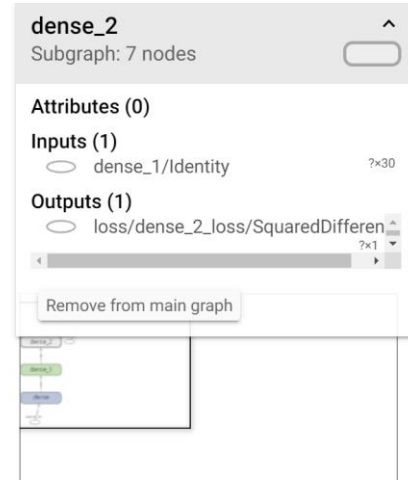 dense_2
Subgraph: 7 nodes
Attributes (0)
Inputs (1)
dense_1/Identity ?×30
Outputs (1)
loss/dense_2_loss/SquaredDifferen
?×1
Remove from main graph
dense_2
dense_1
dense